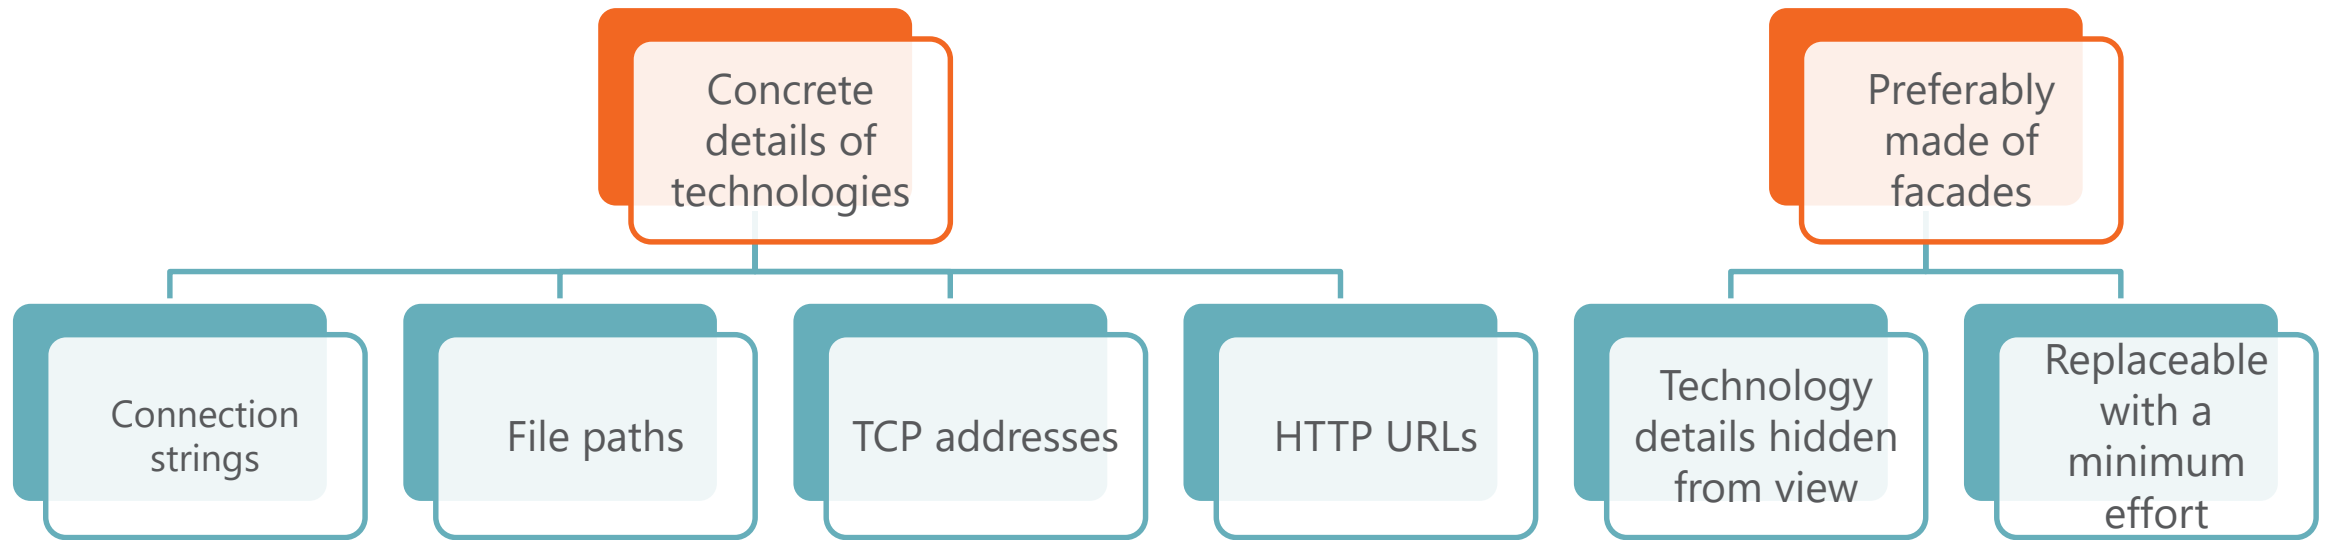 Concrete
details of
technologies
Preferably
made of
facades
Connection
strings
File paths
TCP addresses
HTTP URLs
Technology
details hidden
from view
Replaceable
with a
minimum
effort